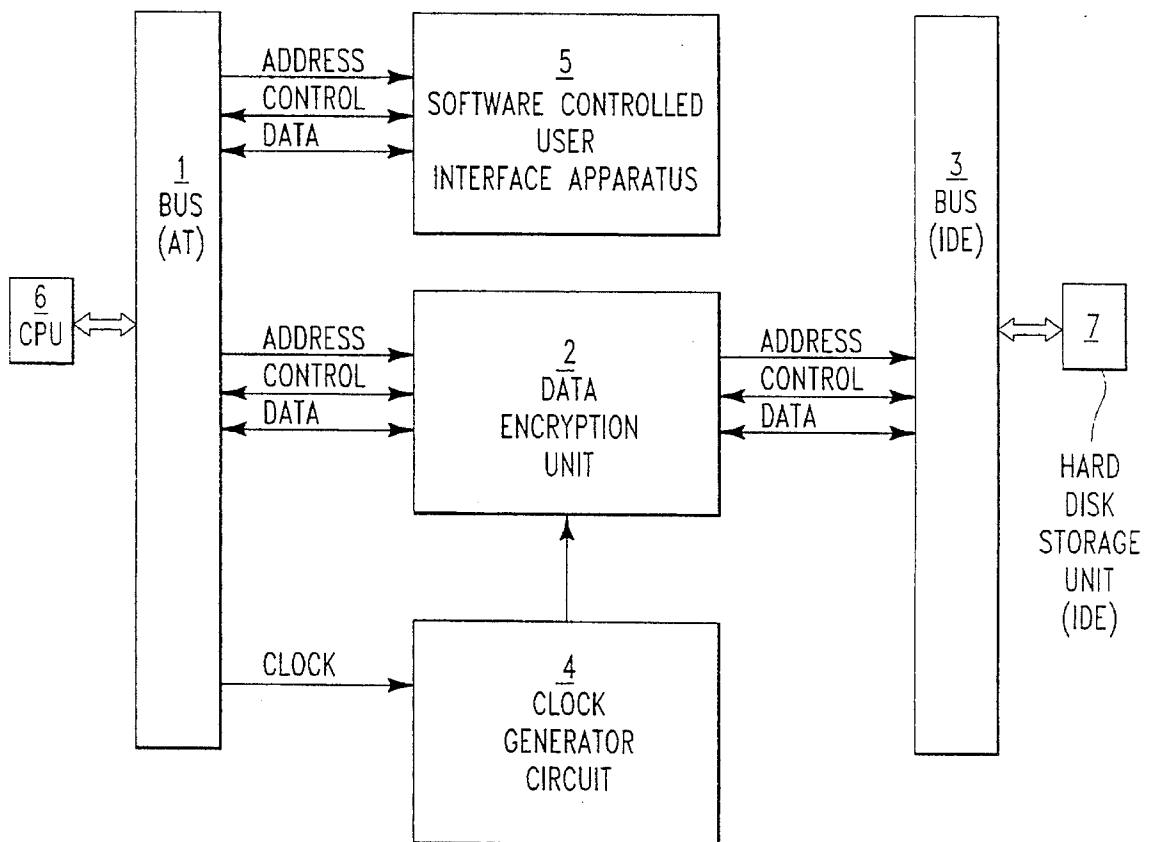 ADDRESS
CONTROL
DATA
5
SOFTWARE CONTROLLED
USER
INTERFACE APPARATUS
1
BUS
(AT)
3
BUS
(IDE)
6
CPU
ADDRESS
CONTROL
DATA
2
DATA
ENCRYPTION
UNIT
ADDRESS
CONTROL
DATA
7
HARD
DISK
STORAGE
UNIT
(IDE)
CLOCK
4
CLOCK
GENERATOR
CIRCUIT